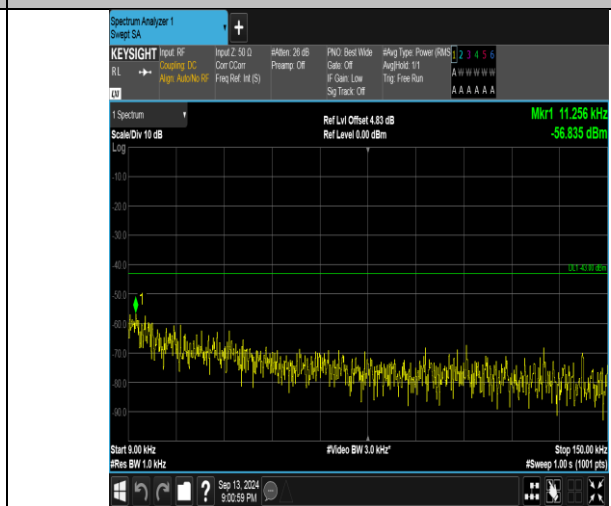 Spectrum Analyzer 1
Swept SA
+
KEYSIGHT
RL
LXI
Input: RF
Coupling: DC
Align: Auto/No RF
Input Z: 50 Ω
Corr CCorr
Freq Ref: Int (S)
#Atten: 26 dB
Preamp: Off
PNO: Best Wide
Gate: Off
IF Gain: Low
Sig Track: Off
#Avg Type: Power (RMS
Avg|Hold: 1/1
Trig: Free Run
1 2 3 4 5 6
A W W W W W
A A A A A A
1 Spectrum
Scale/Div 10 dB
Log
Ref Lvl Offset 4.83 dB
Ref Level 0.00 dBm
Mkr1 11.256 kHz
-56.835 dBm
-10.0
-20.0
-30.0
-40.0
DL1 -43.00 dBm
-50.0
1
-60.0
-70.0
-80.0
-90.0
Start 9.00 kHz
#Res BW 1.0 kHz
#Video BW 3.0 kHz*
Stop 150.00 kHz
#Sweep 1.00 s (1001 pts)
?
Sep 13, 2024
9:00:59 PM